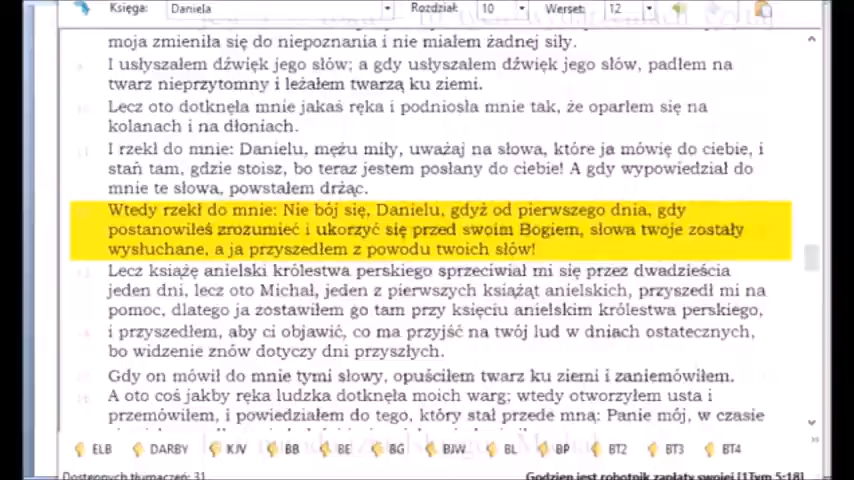 Księga: Daniela Rozdział: 10 Werset: 12
moja zmieniła się do niepoznania i nie miałem żadnej siły.
I usłyszałem dźwięk jego słów; a gdy usłyszałem dźwięk jego słów, padłem na
twarz nieprzytomny i leżałem twarzą ku ziemi.
Lecz oto dotknęła mnie jakaś ręka i podniosła mnie tak, że oparłem się na
kolanach i na dłoniach.
I rzekł do mnie: Danielu, mężu miły, uważaj na słowa, które ja mówię do ciebie, i
stań tam, gdzie stoisz, bo teraz jestem posłany do ciebie! A gdy wypowiedział do
mnie te słowa, powstałem drżąc.
Wtedy rzekł do mnie: Nie bój się, Danielu, gdyż od pierwszego dnia, gdy
postanowiłeś zrozumieć i ukorzyć się przed swoim Bogiem, słowa twoje zostały
wysłuchane, a ja przyszedłem z powodu twoich słów!
Lecz książę anielski królestwa perskiego sprzeciwiał mi się przez dwadzieścia
jeden dni, lecz oto Michał, jeden z pierwszych książąt anielskich, przyszedł mi na
pomoc, dlatego ja zostawiłem go tam przy księciu anielskim królestwa perskiego,
i przyszedłem, aby ci objawić, co ma przyjść na twój lud w dniach ostatecznych,
bo widzenie znów dotyczy dni przyszłych.
Gdy on mówił do mnie tymi słowy, opuściłem twarz ku ziemi i zaniemówiłem.
A oto coś jakby ręka ludzka dotknęła moich warg; wtedy otworzyłem usta i
przemówiłem, i powiedziałem do tego, który stał przede mną: Panie mój, w czasie
ELB DARBY KJV BB BE BG BJW BL BP BT2 BT3 BT4
Dostępnych tłumaczeń: 31 Godzien jest robotnik zapłaty swojej [1Tym 5:18]